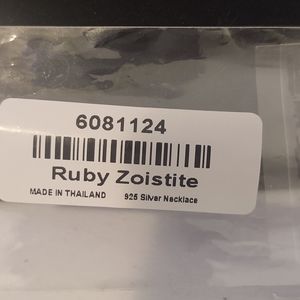 6081124
Ruby Zoistite
MADE IN THAILAND 925 Silver Necklace